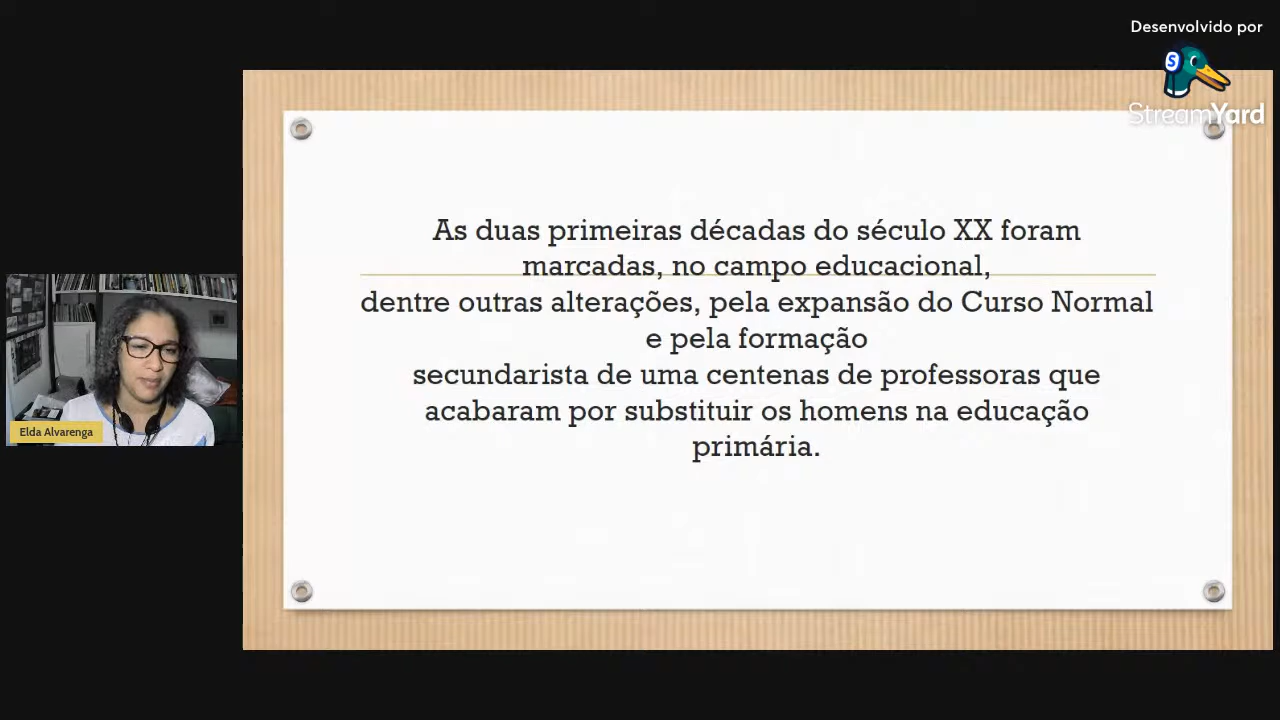 Desenvolvido por
S
StreamYard
As duas primeiras décadas do século XX foram
marcadas, no campo educacional,
dentre outras alterações, pela expansão do Curso Normal
e pela formação
secundarista de uma centenas de professoras que
acabaram por substituir os homens na educação
primária.
Elda Alvarenga